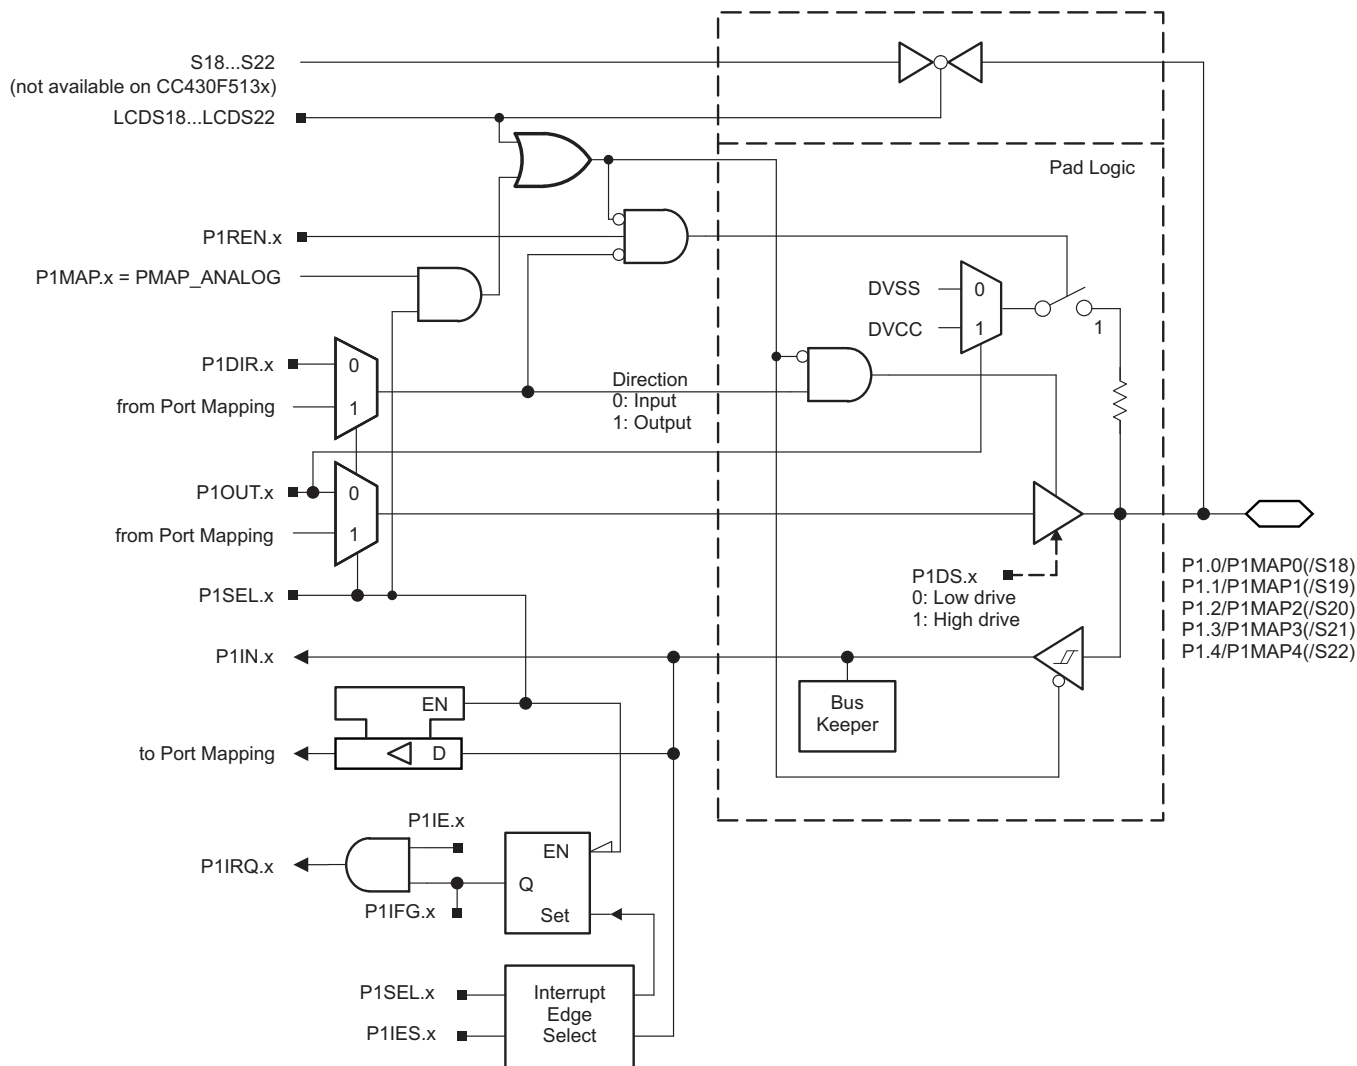 S18...S22
(not available on CC430F513x)
LCDS18...LCDS22
Pad Logic
P1REN.x
P1MAP.x = PMAP_ANALOG
DVSS
0
DVCC
1
1
P1DIR.x
0
from Port Mapping
1
Direction
0: Input
1: Output
P1OUT.x
0
from Port Mapping
1
P1SEL.x
P1DS.x
0: Low drive
1: High drive
P1.0/P1MAP0(/S18)
P1.1/P1MAP1(/S19)
P1.2/P1MAP2(/S20)
P1.3/P1MAP3(/S21)
P1.4/P1MAP4(/S22)
P1IN.x
Bus
Keeper
EN
to Port Mapping
D
P1IE.x
P1IRQ.x
EN
Q
P1IFG.x
Set
P1SEL.x
P1IES.x
Interrupt
Edge
Select